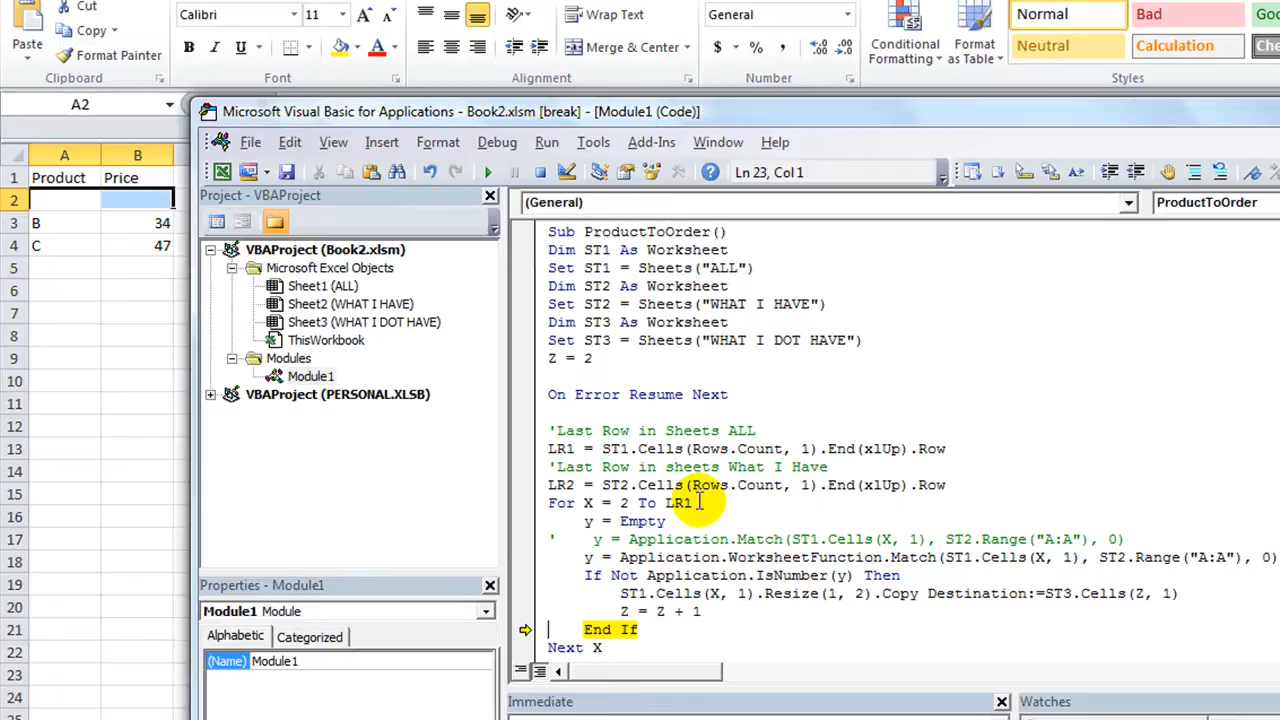 Cut
Calibri 11 A A Wrap Text General Normal Bad Goo
Paste Copy
Format Painter B I U A Merge & Center $ % , .0 .00 .00 .0 Conditional Formatting Format as Table Neutral Calculation Che
Clipboard Font Alignment Number Styles
A2 Microsoft Visual Basic for Applications - Book2.xlsm [break] - [Module1 (Code)]
File Edit View Insert Format Debug Run Tools Add-Ins Window Help
Ln 23, Col 1
A B
1 Product Price
2
3 B 34
4 C 47
5
6
7
8
9
10
11
12
13
14
15
16
17
18
19
20
21
22
23
24
25
Project - VBAProject
VBAProject (Book2.xlsm)
Microsoft Excel Objects
Sheet1 (ALL)
Sheet2 (WHAT I HAVE)
Sheet3 (WHAT I DOT HAVE)
ThisWorkbook
Modules
Module1
VBAProject (PERSONAL.XLSB)
Properties - Module1
Module1 Module
Alphabetic Categorized
(Name) Module1
(General) ProductToOrder
Sub ProductToOrder()
Dim ST1 As Worksheet
Set ST1 = Sheets("ALL")
Dim ST2 As Worksheet
Set ST2 = Sheets("WHAT I HAVE")
Dim ST3 As Worksheet
Set ST3 = Sheets("WHAT I DOT HAVE")
Z = 2
On Error Resume Next
'Last Row in Sheets ALL
LR1 = ST1.Cells(Rows.Count, 1).End(xlUp).Row
'Last Row in sheets What I Have
LR2 = ST2.Cells(Rows.Count, 1).End(xlUp).Row
For X = 2 To LR1
y = Empty
' y = Application.Match(ST1.Cells(X, 1), ST2.Range("A:A"), 0)
y = Application.WorksheetFunction.Match(ST1.Cells(X, 1), ST2.Range("A:A"), 0)
If Not Application.IsNumber(y) Then
ST1.Cells(X, 1).Resize(1, 2).Copy Destination:=ST3.Cells(Z, 1)
Z = Z + 1
End If
Next X
Immediate Watches